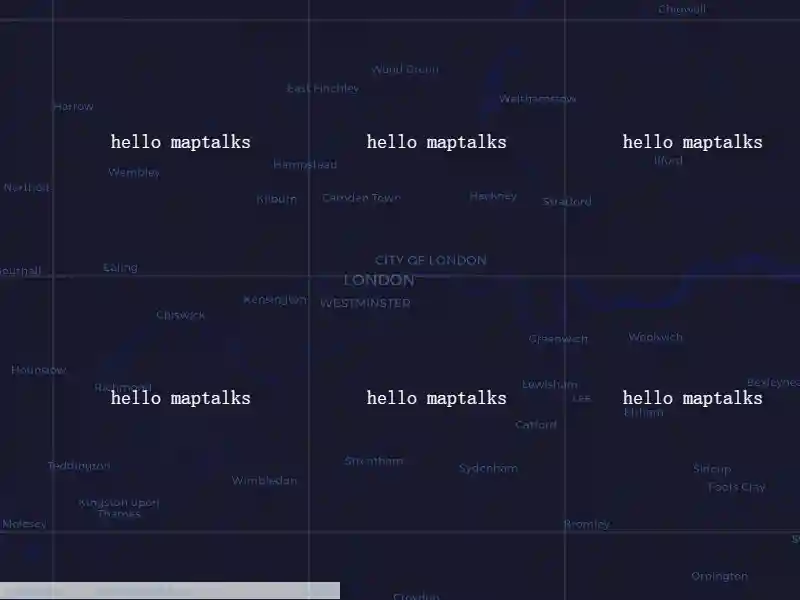 Chigwell
Wood Green
East Finchley
Walthamstow
Harrow
hello maptalks hello maptalks hello maptalks
Ilford
Hampstead
Wembley
Northolt
Kilburn Camden Town Hackney Stratford
CITY OF LONDON
Ealing
LONDON
Kensington WESTMINSTER
Chiswick
Greenwich Woolwich
Hounslow
Richmond Lewisham
hello maptalks hello maptalks hello maptalks
LEE
Eltham
Catford
Streatham
Teddington Sydenham Sidcup
Wimbledon
Foots Cray
Kingston upon
Thames
Molesey Bromley
Orpington
Croydon